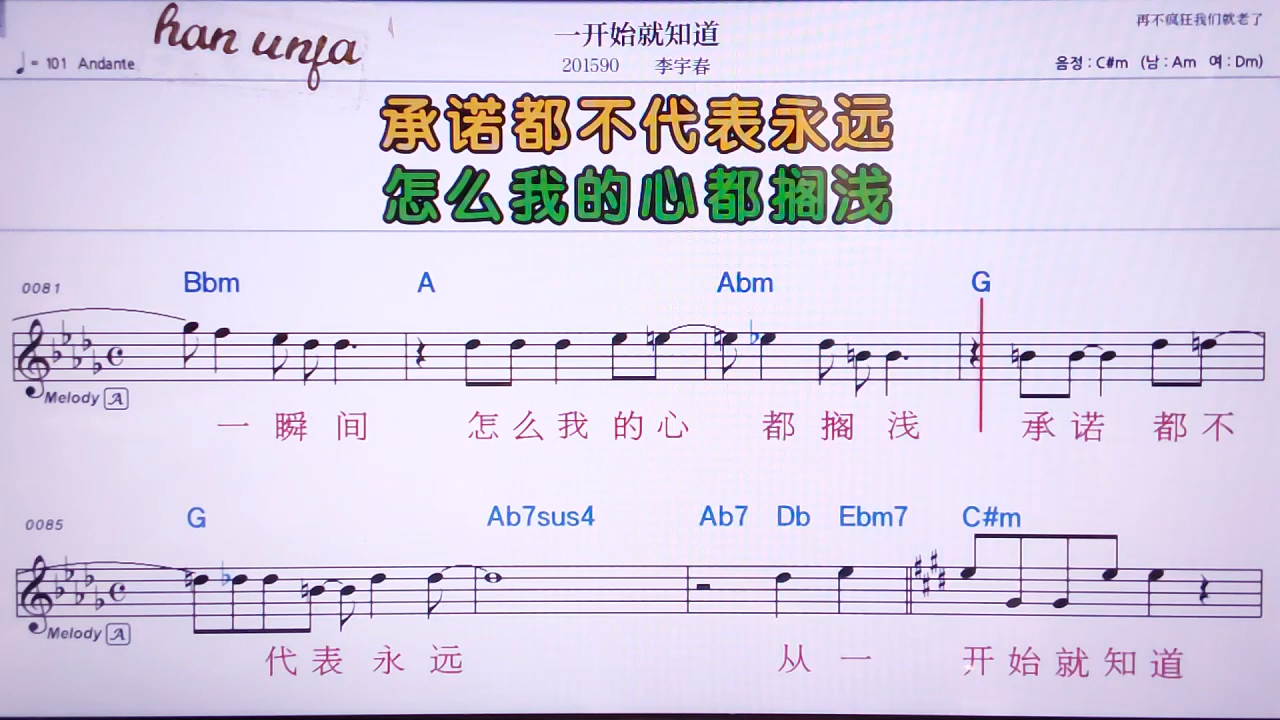 han unfa
一开始就知道
再不疯狂我们就老了
♩= 101 Andante
201590 李宇春
음정 : C#m (남 : Am 여 : Dm)
承诺都不代表永远
怎么我的心都搁浅
0081 Bbm A Abm G
Melody A
一 瞬 间 怎 么 我 的 心 都 搁 浅 承 诺 都 不
0085 G Ab7sus4 Ab7 Db Ebm7 C#m
Melody A
代 表 永 远 从 一 开 始 就 知 道